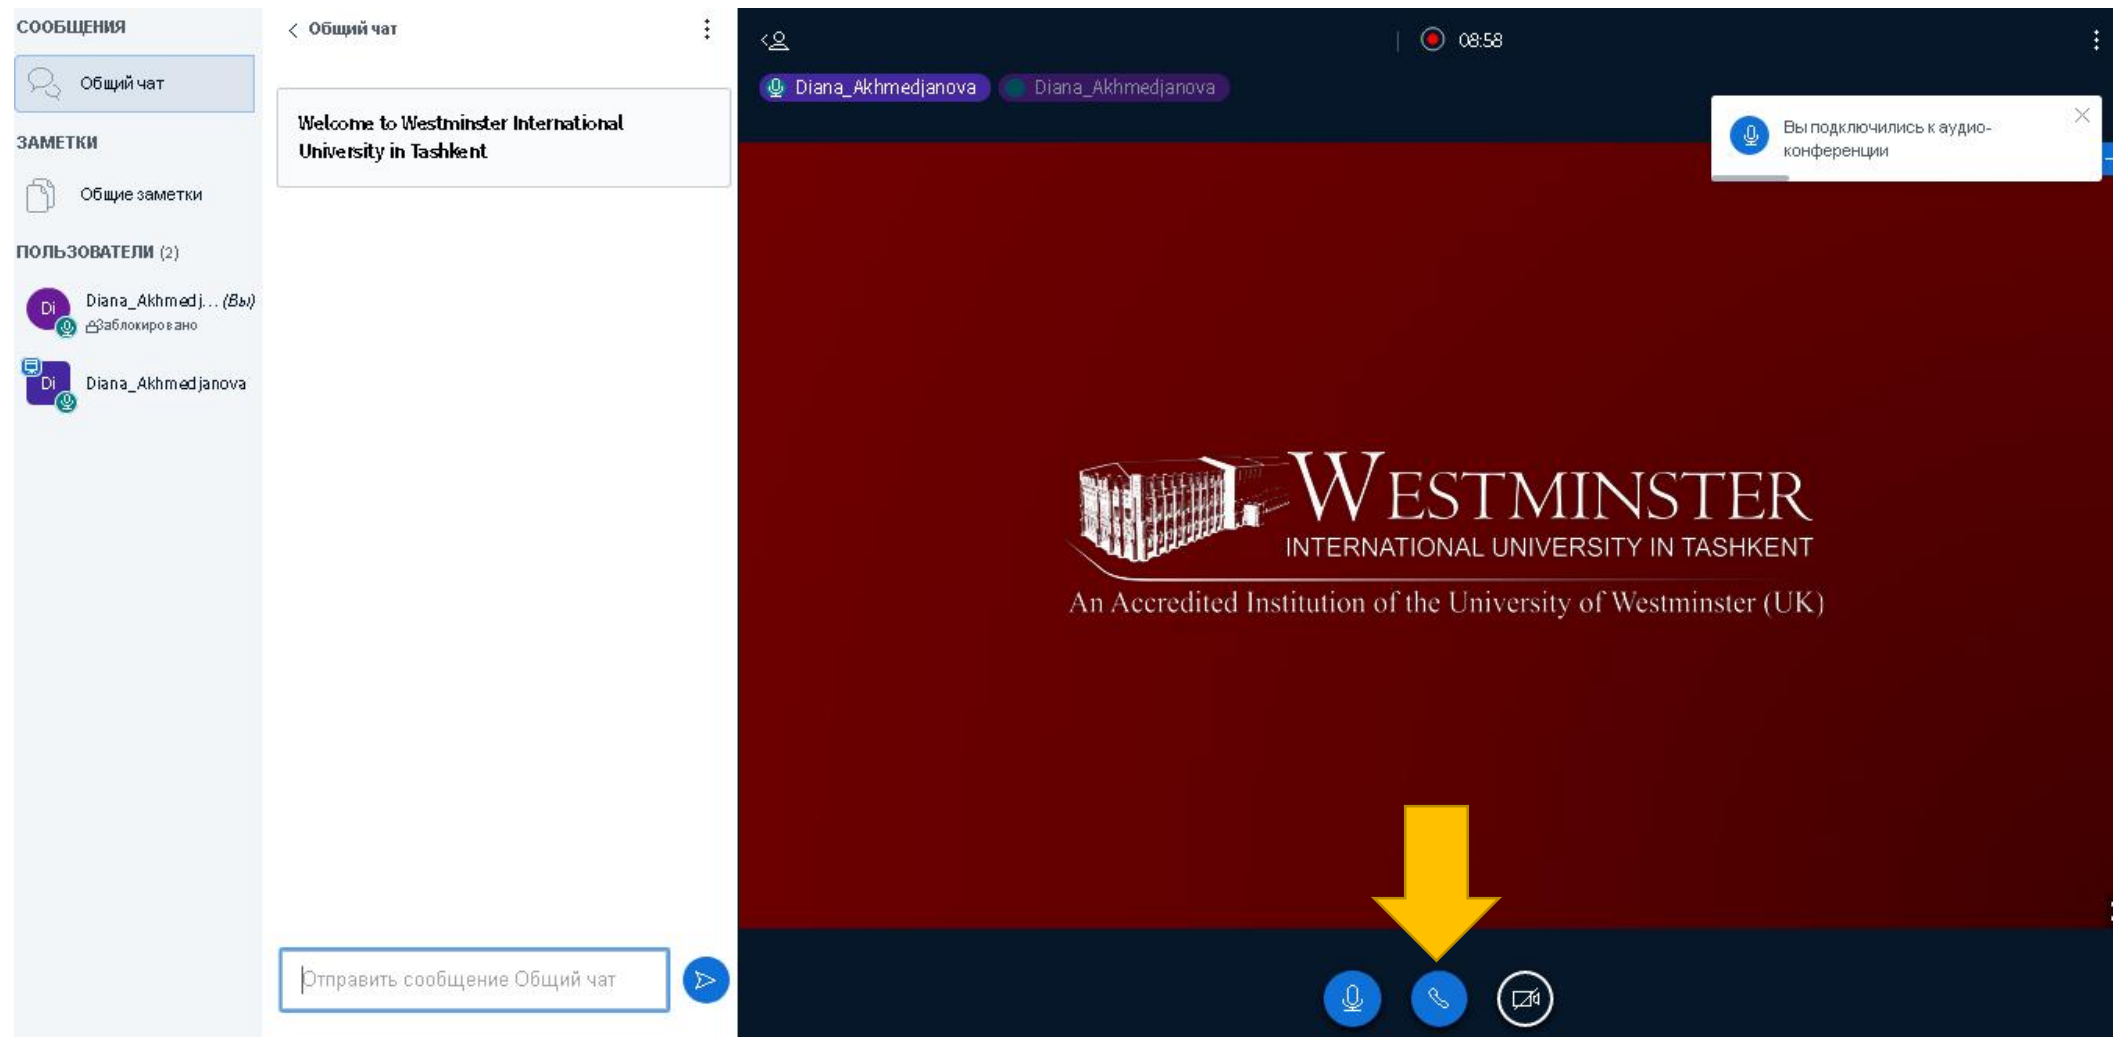 СООБЩЕНИЯ
Общий чат
ЗАМЕТКИ
Общие заметки
ПОЛЬЗОВАТЕЛИ (2)
Di
Diana_Akhmedj... (Вы)
Заблокировано
Di
Diana_Akhmedjanova
Общий чат
Welcome to Westminster International
University in Tashkent
Отправить сообщение Общий чат
08:58
Diana_Akhmedjanova
Diana_Akhmedjanova
Вы подключились к аудио-
конференции
WESTMINSTER
INTERNATIONAL UNIVERSITY IN TASHKENT
An Accredited Institution of the University of Westminster (UK)